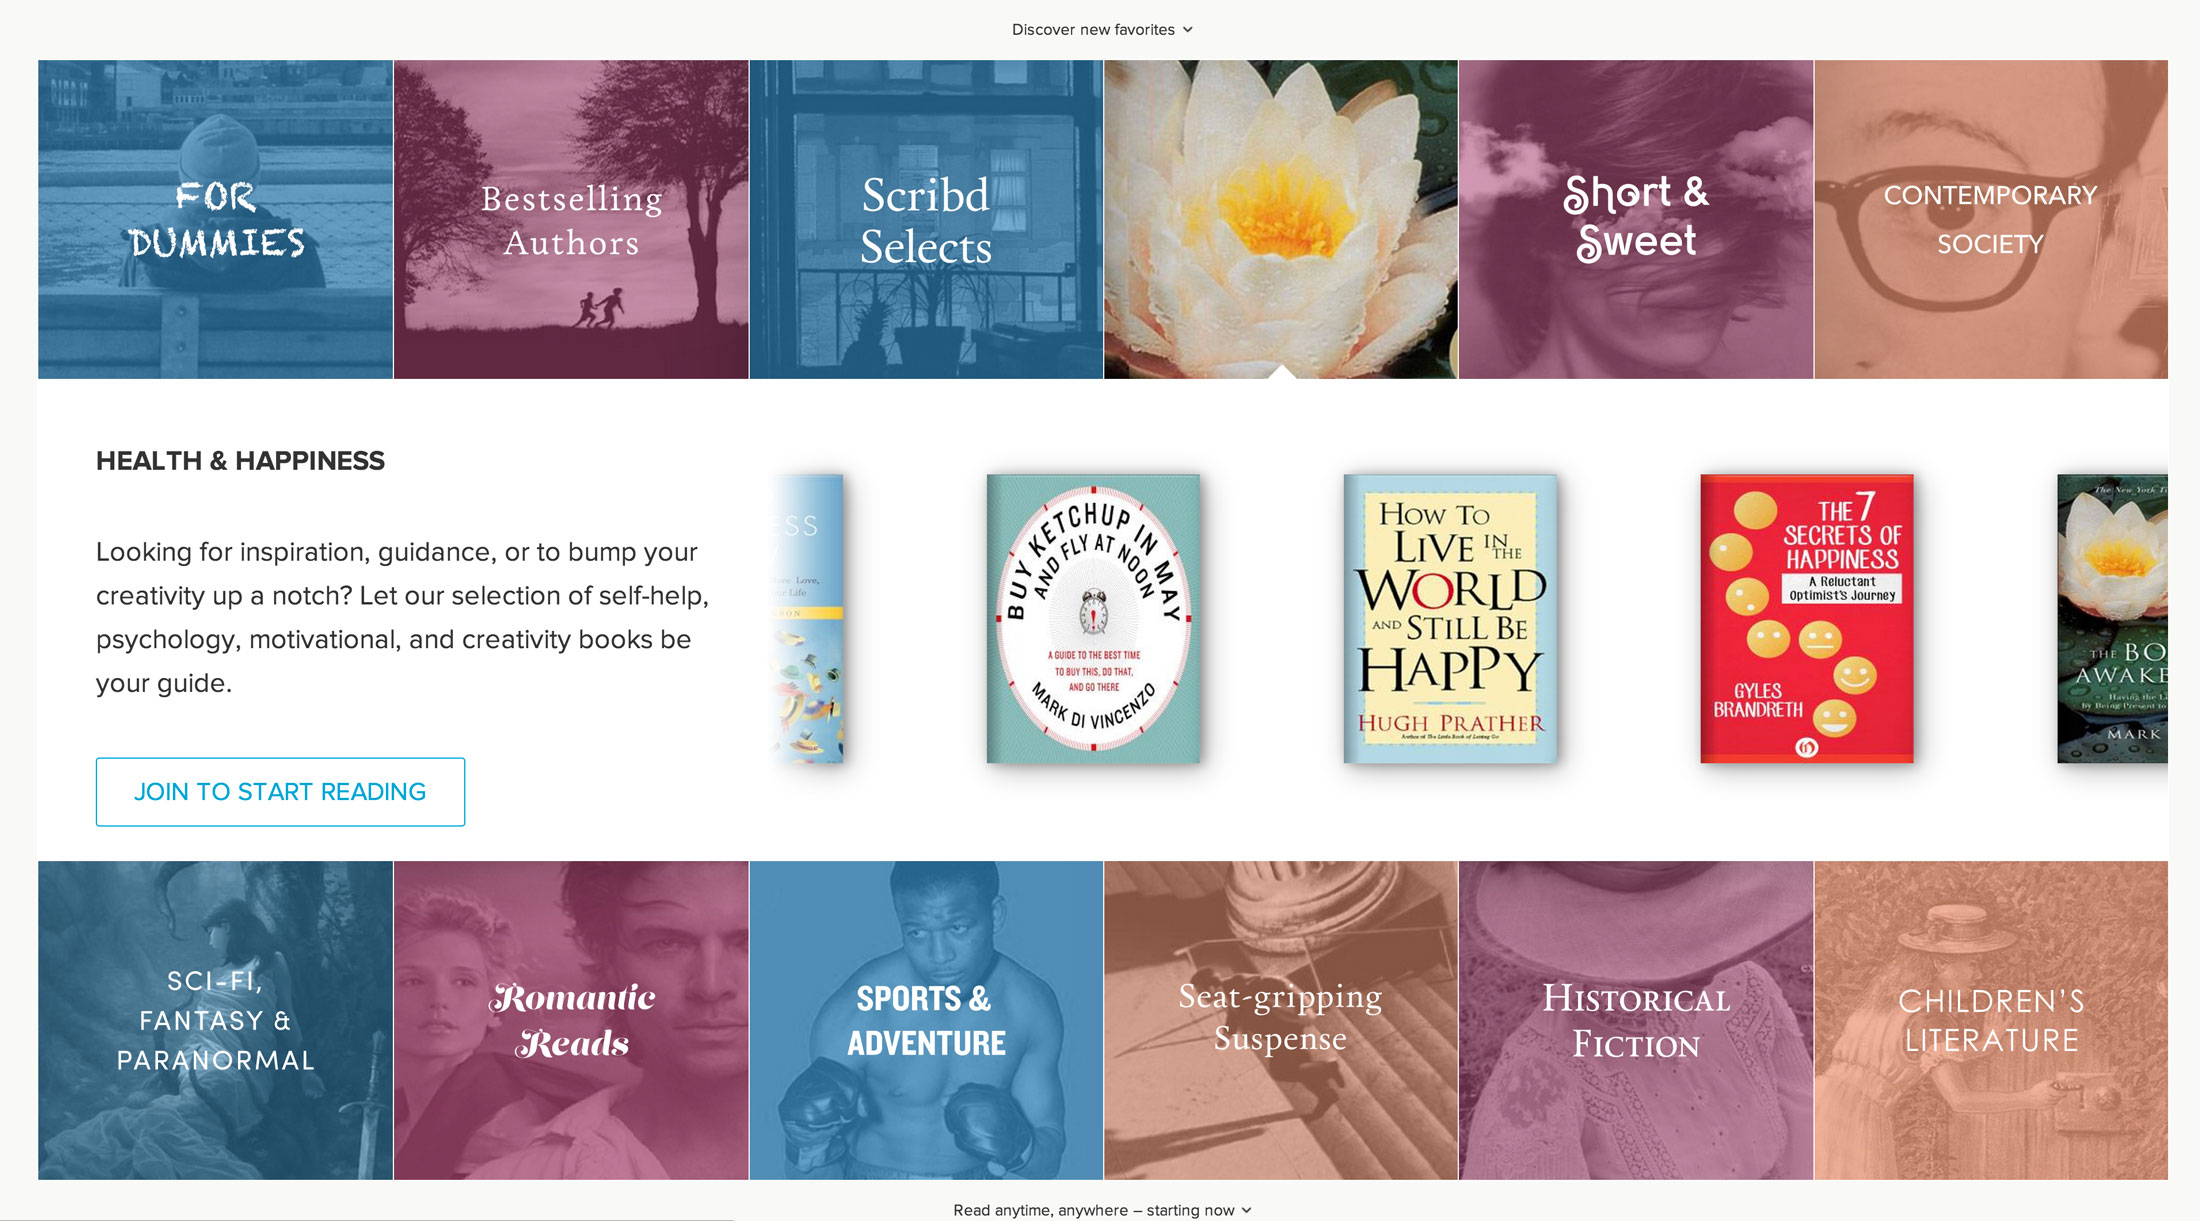 Discover new favorites
FOR
DUMMIES
Bestselling
Authors
Scribd
Selects
Short &
Sweet
CONTEMPORARY
SOCIETY
HEALTH & HAPPINESS
Looking for inspiration, guidance, or to bump your
creativity up a notch? Let our selection of self-help,
psychology, motivational, and creativity books be
your guide.
JOIN TO START READING
ESS
Love,
Life
BUY KETCHUP IN MAY
AND FLY AT NOON
A GUIDE TO THE BEST TIME
TO BUY THIS, DO THAT,
AND GO THERE
MARK DI VINCENZO
HOW TO
LIVE IN THE
WORLD
AND STILL BE
HAPPY
HUGH PRATHER
Author of The Little Book of Letting Go
THE 7
SECRETS OF
HAPPINESS
A Reluctant
Optimist's Journey
GYLES
BRANDRETH
The New York Ti
THE BO
AWAKE
Having the L
by Being Present to
MARK
SCI-FI,
FANTASY &
PARANORMAL
Romantic
Reads
SPORTS &
ADVENTURE
Seat-gripping
Suspense
HISTORICAL
FICTION
CHILDREN'S
LITERATURE
Read anytime, anywhere – starting now